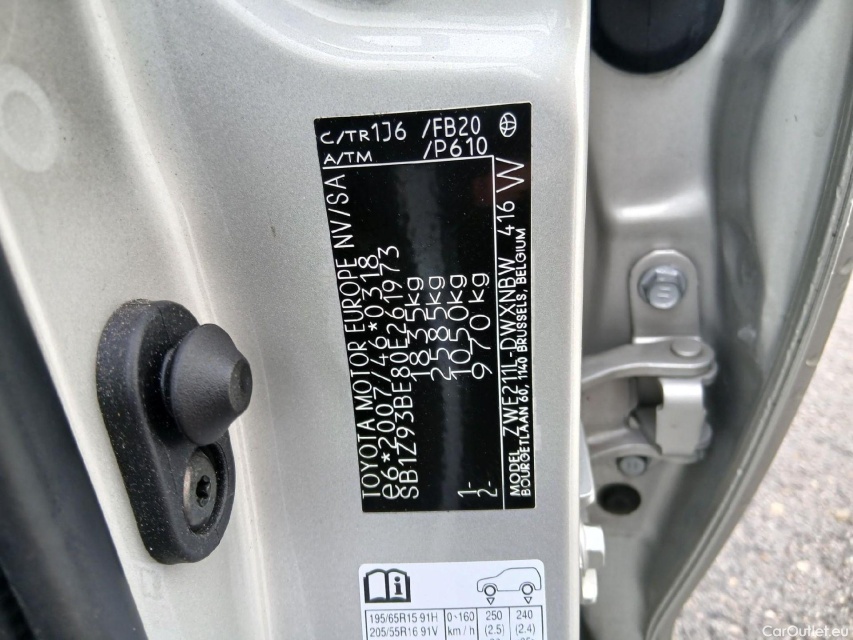 C/TR 1J6 /FB20
A/TM /P610
TOYOTA MOTOR EUROPE NV/SA
e6*2007/46*0318
SB1Z93BE80E261973
1835kg
2585kg
1- 1050kg
2- 970kg
MODEL ZWE211L-DWXNBW 416 W
BOURGETLAAN 60, 1140 BRUSSELS, BELGIUM
195/65R15 91H 0~160 250 240
205/55R16 91V km/h (2.5) (2.4)
CarOutlet.eu